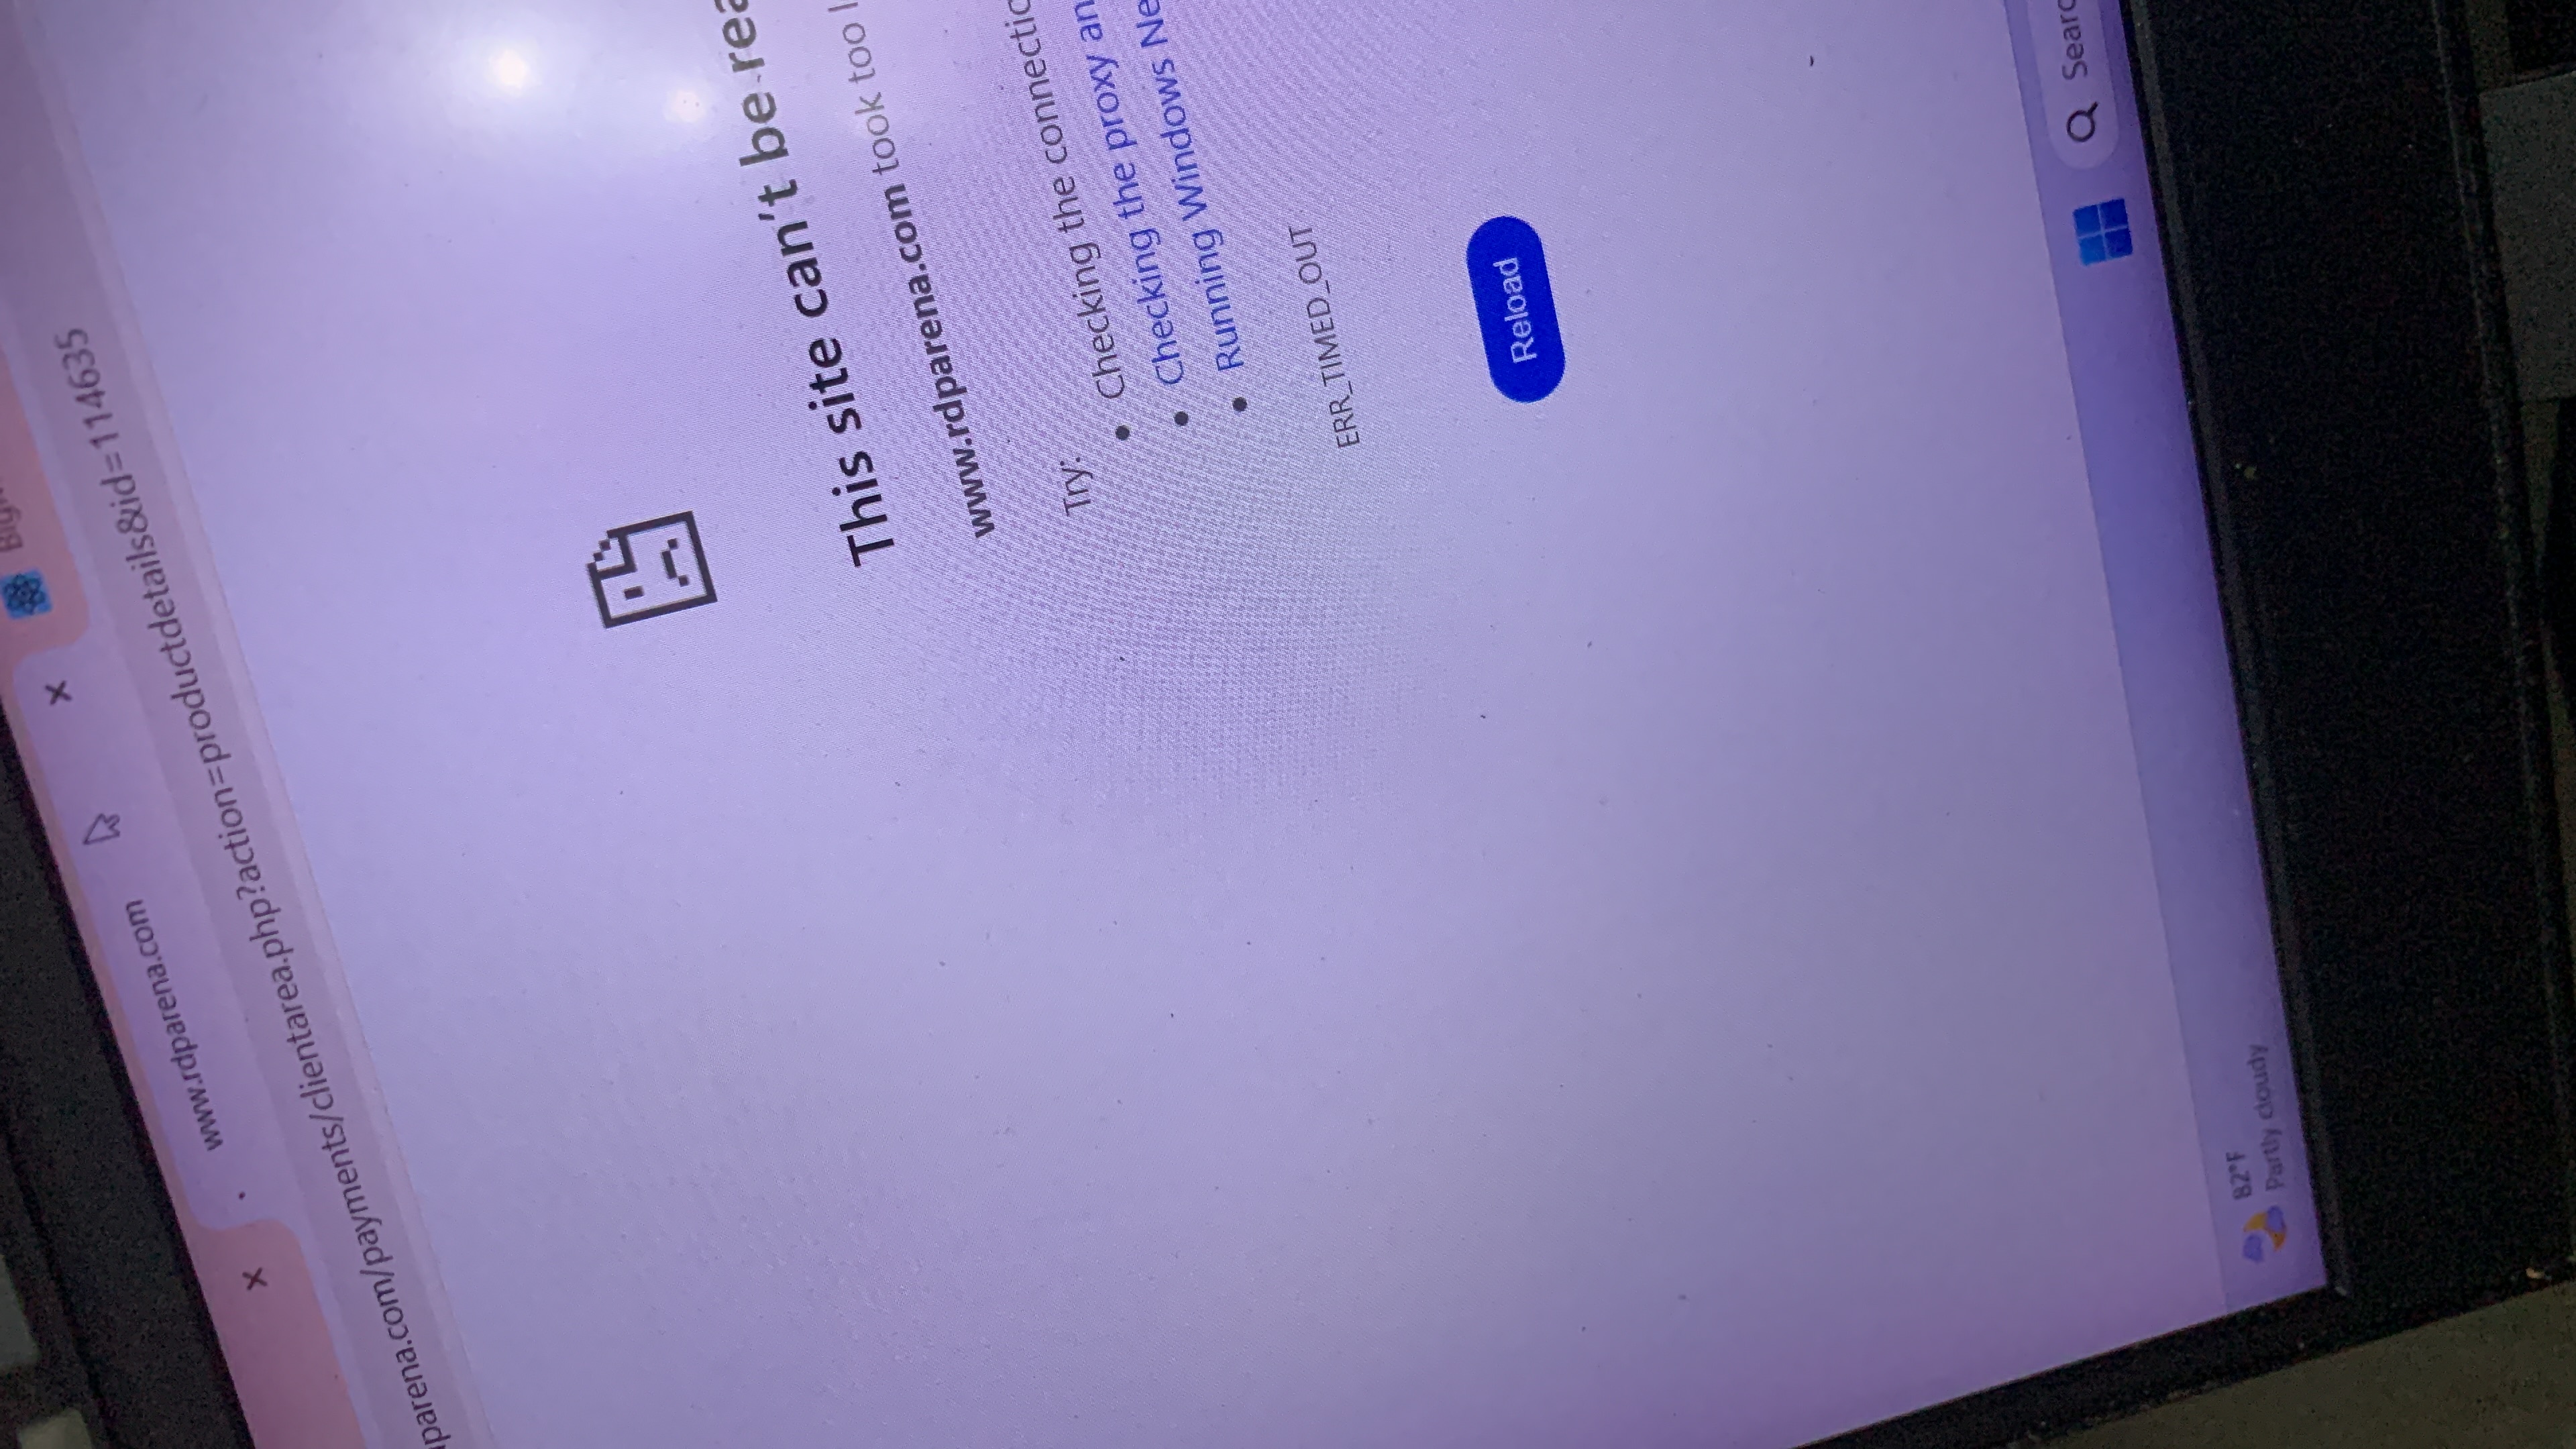 www.rdparena.com
parena.com/payments/clientarea.php?action=productdetails&id=114635
This site can't be rea
www.rdparena.com took too l
Try:
• Checking the connectio
• Checking the proxy an
• Running Windows Ne
ERR_TIMED_OUT
Reload
Searc
82°F
Partly cloudy